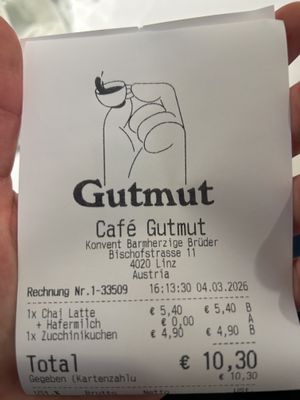 Gutmut
Café Gutmut
Konvent Barmherzige Brüder
Bischofstrasse 11
4020 Linz
Austria
Rechnung Nr.1-33509 16:13:30 04.03.2026
1x Chai Latte € 5,40 € 5,40 B
+ Hafermilch € 0,00 A
1x Zucchinikuchen € 4,90 € 4,90 B
Total € 10,30
Gegeben (Kartenzahlu € 10,30
Brutto Netto